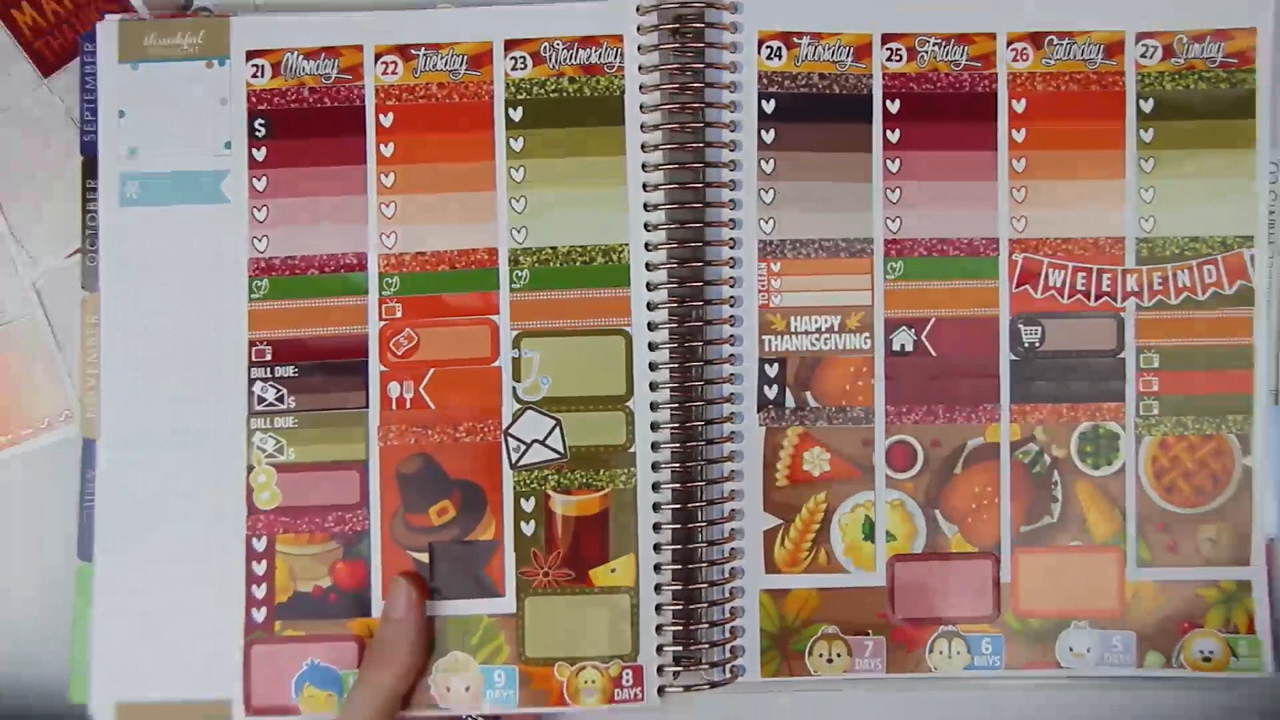 thankful
SEPTEMBER
OCTOBER
NOVEMBER
21 Monday
22 Tuesday
23 Wednesday
24 Thursday
25 Friday
26 Saturday
27 Sunday
$
TO CLEAN
WEEKEND
HAPPY
THANKSGIVING
BILL DUE:
$
BILL DUE:
$
9
DAYS
8
DAYS
7
DAYS
6
DAYS
5
DAYS